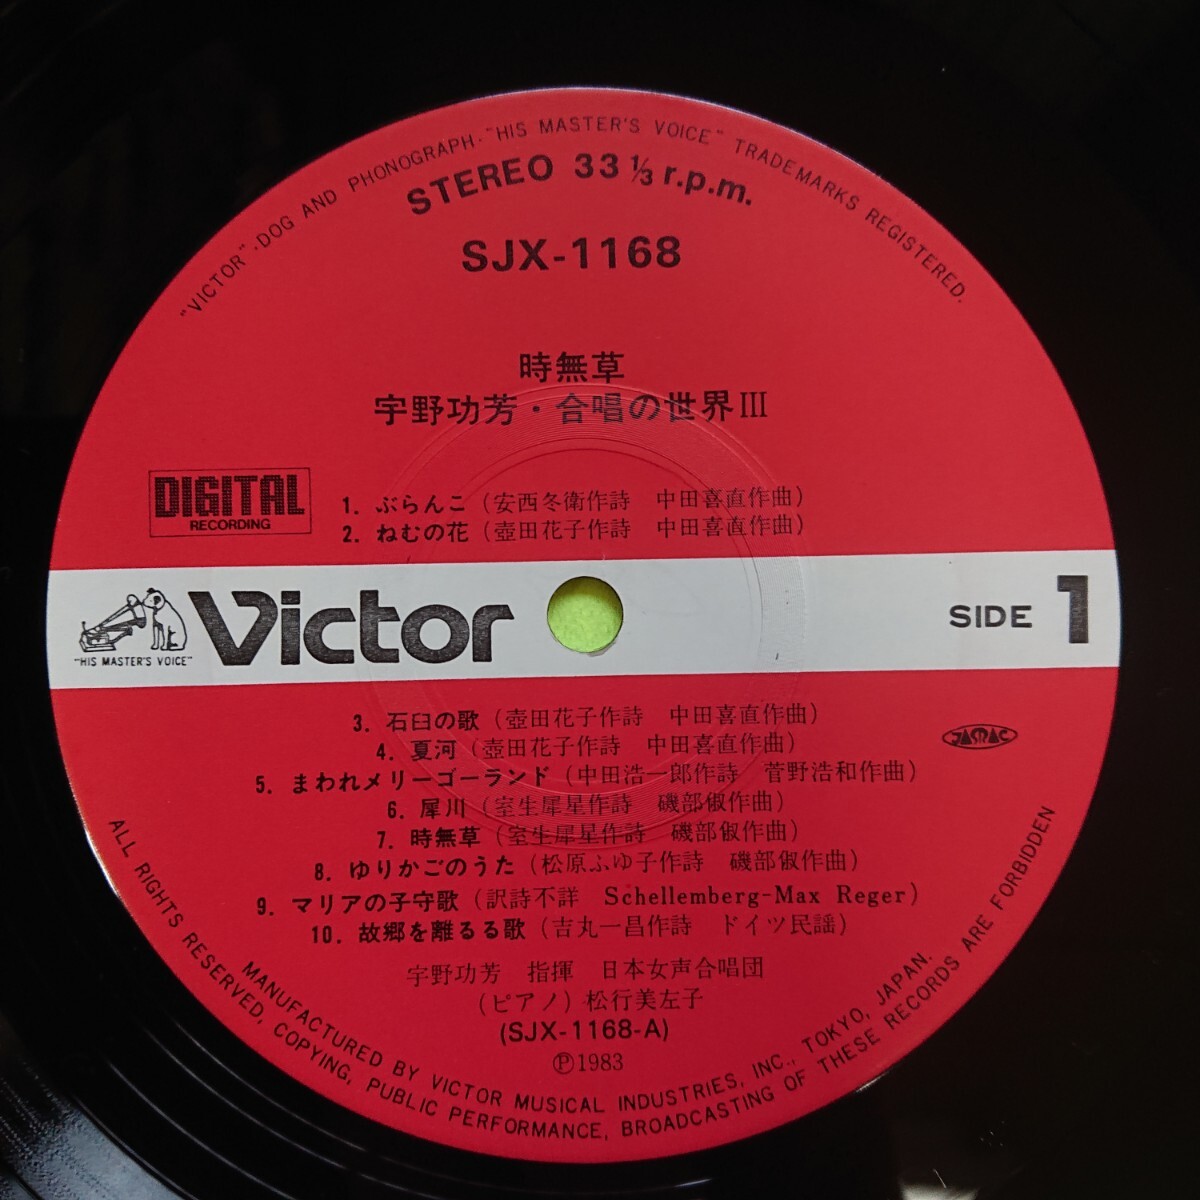 "VICTOR", DOG AND PHONOGRAPH. "HIS MASTER'S VOICE" TRADEMARKS REGISTERED.
STEREO 33 1/3 r.p.m.
SJX-1168
時無草
宇野功芳・合唱の世界III
DIGITAL
RECORDING
1. ぶらんこ（安西冬衛作詩　中田喜直作曲）
2. ねむの花（壺田花子作詩　中田喜直作曲）
"HIS MASTER'S VOICE"
Victor
SIDE 1
3. 石臼の歌（壺田花子作詩　中田喜直作曲）
4. 夏河（壺田花子作詩　中田喜直作曲）
JASRAC
5. まわれメリーゴーランド（中田浩一郎作詩　菅野浩和作曲）
6. 犀川（室生犀星作詩　磯部俶作曲）
7. 時無草（室生犀星作詩　磯部俶作曲）
8. ゆりかごのうた（松原ふゆ子作詩　磯部俶作曲）
9. マリアの子守歌（訳詩不詳　Schellemberg-Max Reger）
10. 故郷を離るる歌（吉丸一昌作詩　ドイツ民謡）
宇野功芳　指揮　日本女声合唱団
（ピアノ）松行美左子
(SJX-1168-A)
Ⓟ1983
MANUFACTURED BY VICTOR MUSICAL INDUSTRIES, INC., TOKYO, JAPAN.
ALL RIGHTS RESERVED, COPYING, PUBLIC PERFORMANCE, BROADCASTING OF THESE RECORDS ARE FORBIDDEN